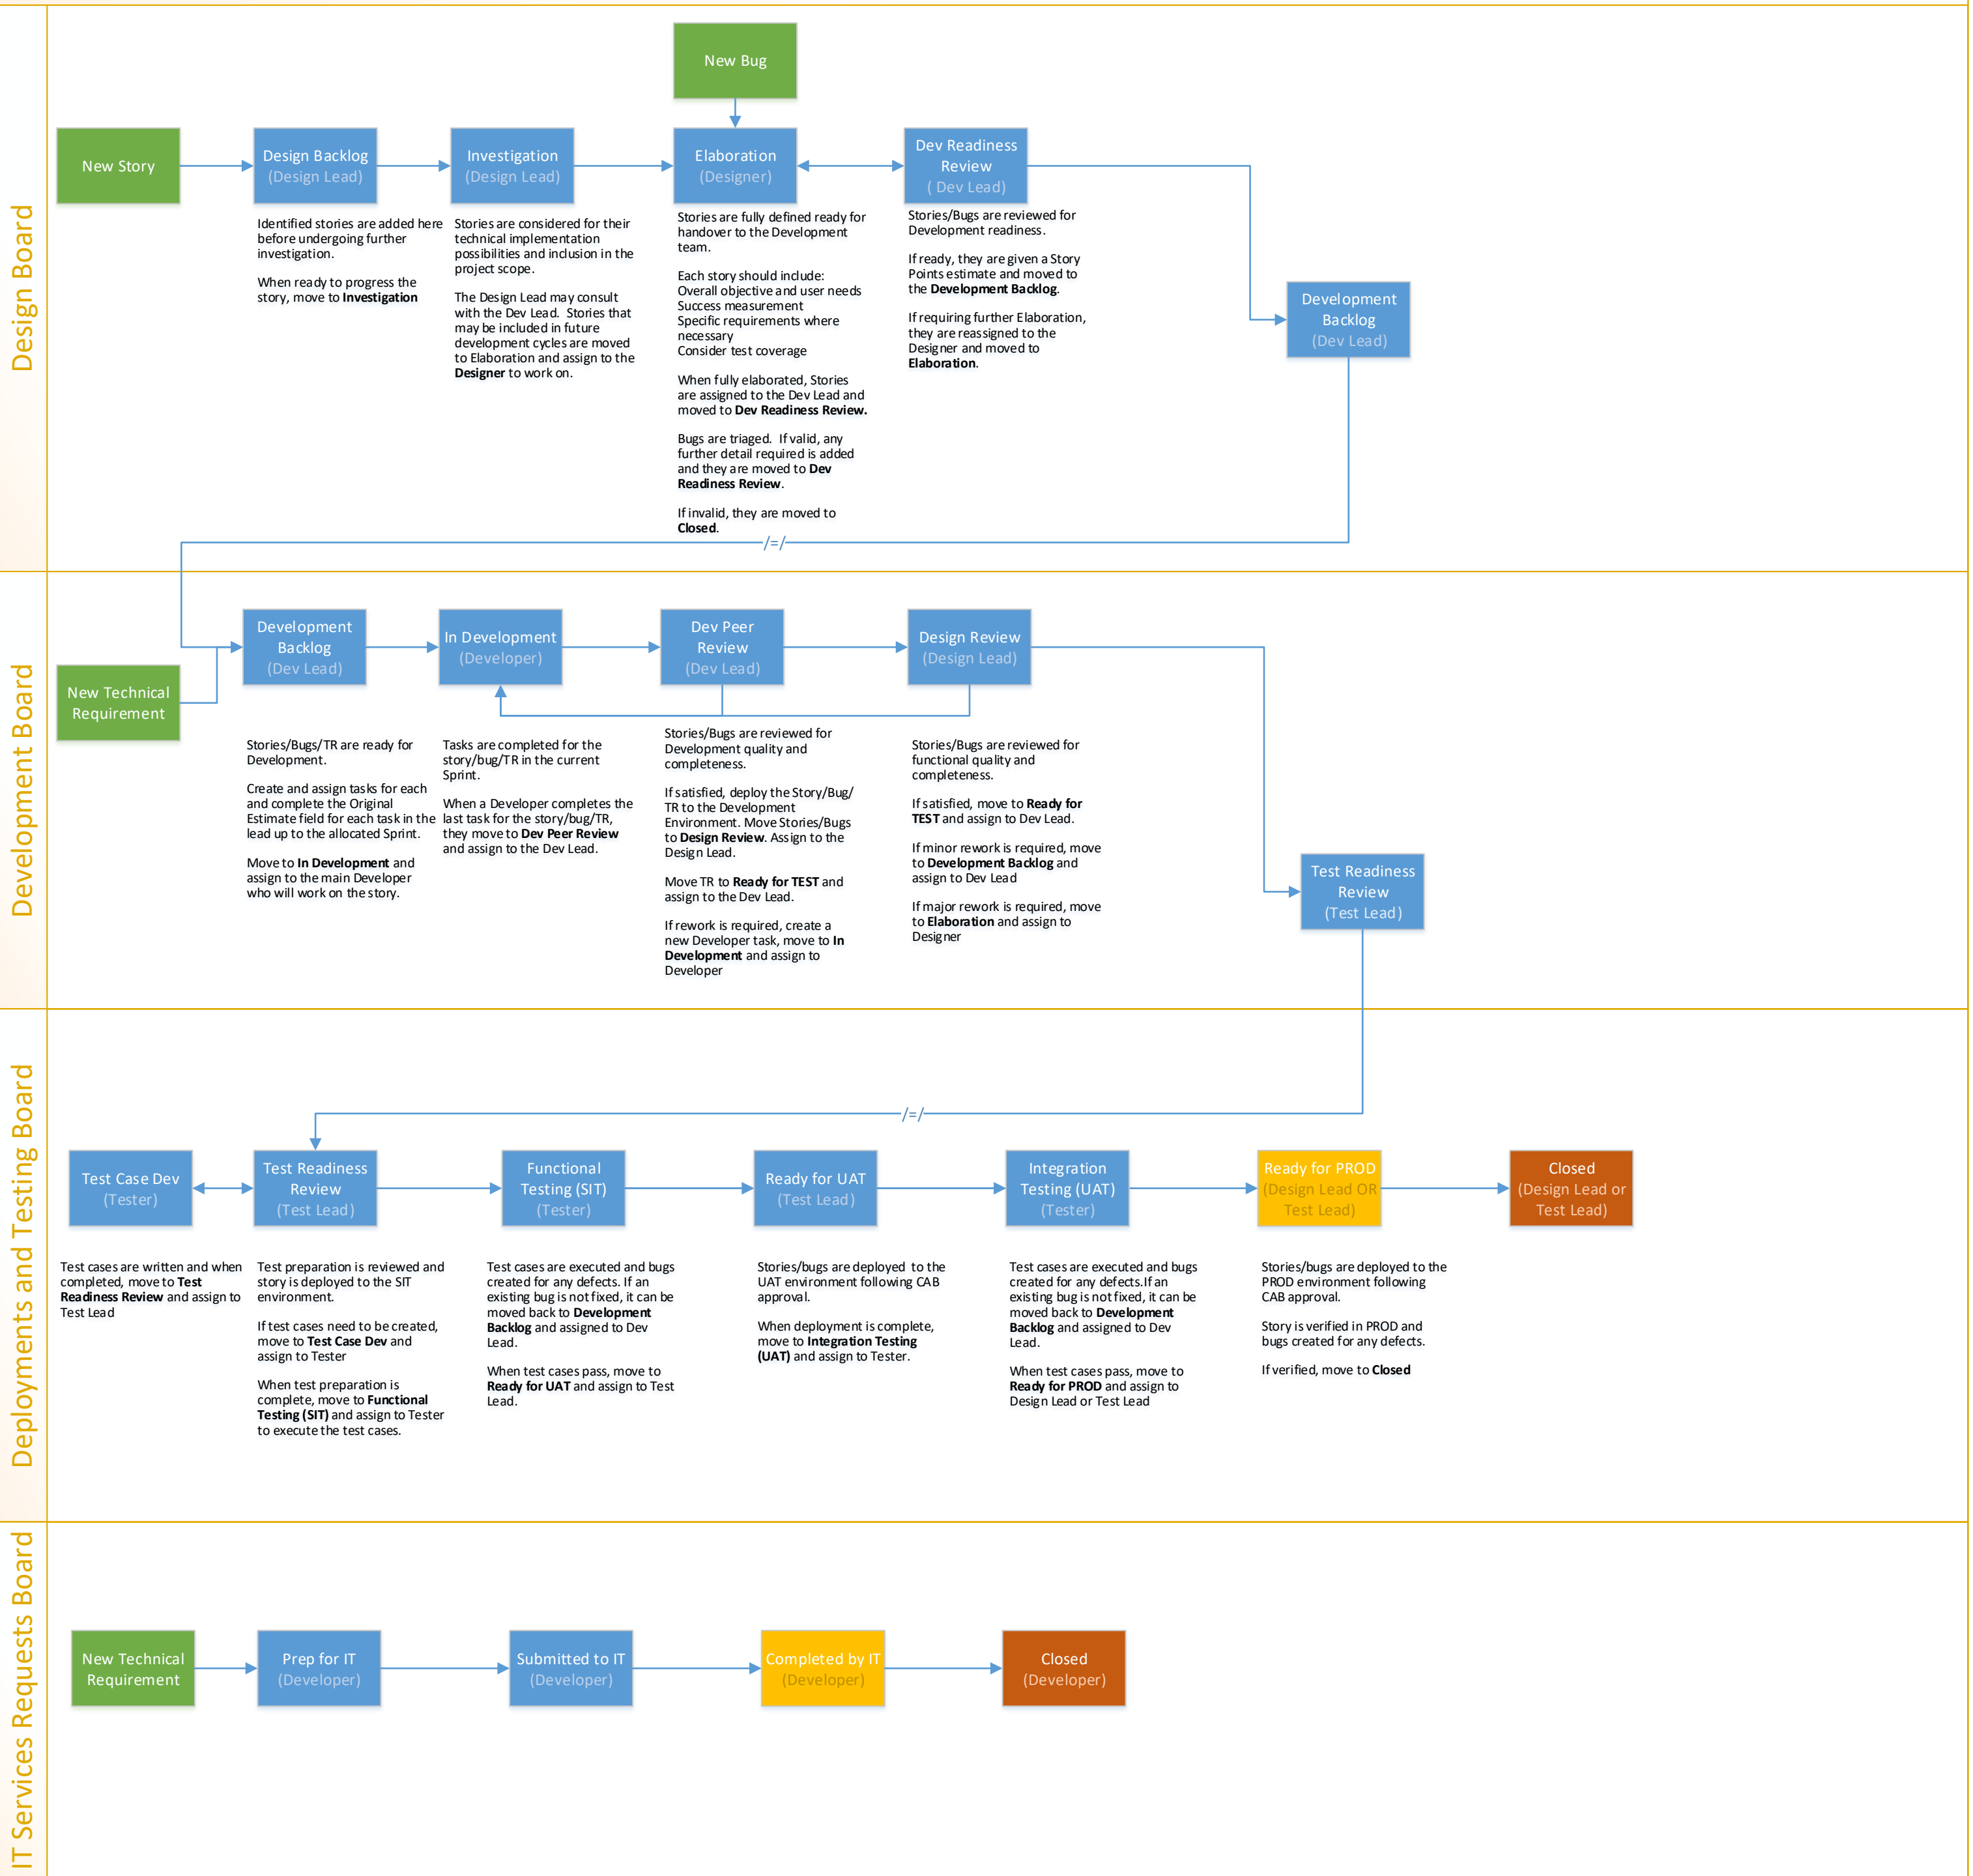 Design Board
New Bug
New Story
Design Backlog
(Design Lead)
Investigation
(Design Lead)
Elaboration
(Designer)
Dev Readiness
Review
( Dev Lead)
Identified stories are added here
before undergoing further
investigation.
When ready to progress the
story, move to Investigation
Stories are considered for their
technical implementation
possibilities and inclusion in the
project scope.
The Design Lead may consult
with the Dev Lead.  Stories that
may be included in future
development cycles are moved
to Elaboration and assign to the
Designer to work on.
Stories are fully defined ready for
handover to the Development
team.
Each story should include:
Overall objective and user needs
Success measurement
Specific requirements where
necessary
Consider test coverage
When fully elaborated, Stories
are assigned to the Dev Lead and
moved to Dev Readiness Review.
Bugs are triaged.  If valid, any
further detail required is added
and they are moved to Dev
Readiness Review.
If invalid, they are moved to
Closed.
Stories/Bugs are reviewed for
Development readiness.
If ready, they are given a Story
Points estimate and moved to
the Development Backlog.
If requiring further Elaboration,
they are reassigned to the
Designer and moved to
Elaboration.
Development
Backlog
(Dev Lead)
/=/
Development Board
New Technical
Requirement
Development
Backlog
(Dev Lead)
In Development
(Developer)
Dev Peer
Review
(Dev Lead)
Design Review
(Design Lead)
Stories/Bugs/TR are ready for
Development.
Create and assign tasks for each
and complete the Original
Estimate field for each task in the
lead up to the allocated Sprint.
Move to In Development and
assign to the main Developer
who will work on the story.
Tasks are completed for the
story/bug/TR in the current
Sprint.
When a Developer completes the
last task for the story/bug/TR,
they move to Dev Peer Review
and assign to the Dev Lead.
Stories/Bugs are reviewed for
Development quality and
completeness.
If satisfied, deploy the Story/Bug/
TR to the Development
Environment. Move Stories/Bugs
to Design Review. Assign to the
Design Lead.
Move TR to Ready for TEST and
assign to the Dev Lead.
If rework is required, create a
new Developer task, move to In
Development and assign to
Developer
Stories/Bugs are reviewed for
functional quality and
completeness.
If satisfied, move to Ready for
TEST and assign to Dev Lead.
If minor rework is required, move
to Development Backlog and
assign to Dev Lead
If major rework is required, move
to Elaboration and assign to
Designer
Test Readiness
Review
(Test Lead)
/=/
Deployments and Testing Board
Test Case Dev
(Tester)
Test Readiness
Review
(Test Lead)
Functional
Testing (SIT)
(Tester)
Ready for UAT
(Test Lead)
Integration
Testing (UAT)
(Tester)
Ready for PROD
(Design Lead OR
Test Lead)
Closed
(Design Lead or
Test Lead)
Test cases are written and when
completed, move to Test
Readiness Review and assign to
Test Lead
Test preparation is reviewed and
story is deployed to the SIT
environment.
If test cases need to be created,
move to Test Case Dev and
assign to Tester
When test preparation is
complete, move to Functional
Testing (SIT) and assign to Tester
to execute the test cases.
Test cases are executed and bugs
created for any defects. If an
existing bug is not fixed, it can be
moved back to Development
Backlog and assigned to Dev
Lead.
When test cases pass, move to
Ready for UAT and assign to Test
Lead.
Stories/bugs are deployed  to the
UAT environment following CAB
approval.
When deployment is complete,
move to Integration Testing
(UAT) and assign to Tester.
Test cases are executed and bugs
created for any defects.If an
existing bug is not fixed, it can be
moved back to Development
Backlog and assigned to Dev
Lead.
When test cases pass, move to
Ready for PROD and assign to
Design Lead or Test Lead
Stories/bugs are deployed to the
PROD environment following
CAB approval.
Story is verified in PROD and
bugs created for any defects.
If verified, move to Closed
IT Services Requests Board
New Technical
Requirement
Prep for IT
(Developer)
Submitted to IT
(Developer)
Completed by IT
(Developer)
Closed
(Developer)